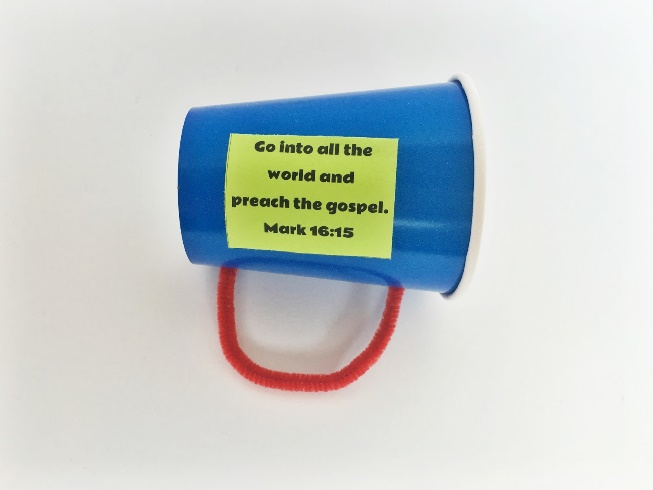 Go into all the
world and
preach the gospel.
Mark 16:15